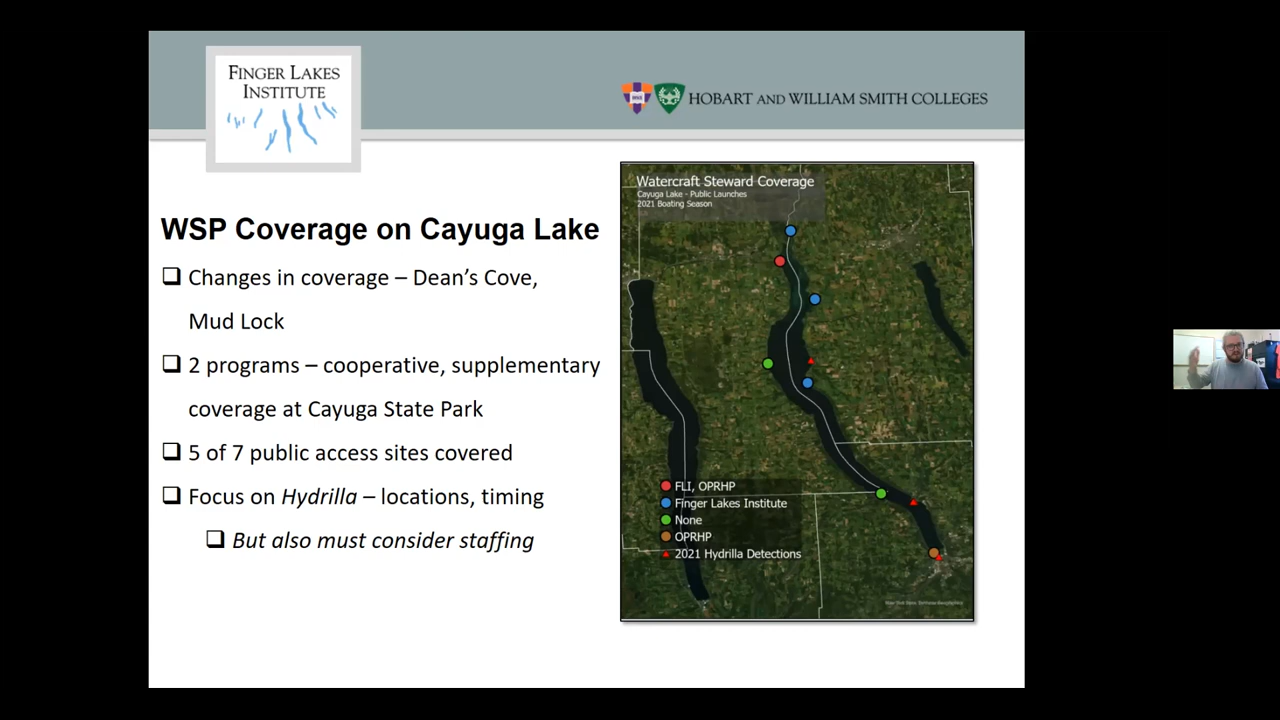 FINGER LAKES
INSTITUTE
HOBART AND WILLIAM SMITH COLLEGES
WSP Coverage on Cayuga Lake
Changes in coverage – Dean's Cove,
Mud Lock
2 programs – cooperative, supplementary
coverage at Cayuga State Park
5 of 7 public access sites covered
Focus on Hydrilla – locations, timing
But also must consider staffing
Watercraft Steward Coverage
Cayuga Lake - Public Launches
2021 Boating Season
FLI, OPRHP
Finger Lakes Institute
None
OPRHP
2021 Hydrilla Detections